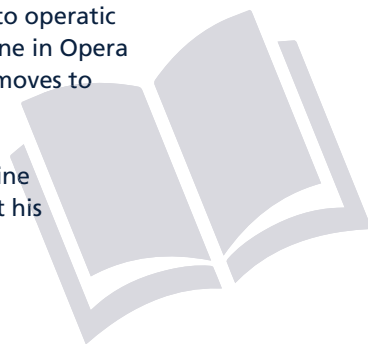 to operatic
ne in Opera
moves to
ine
t his